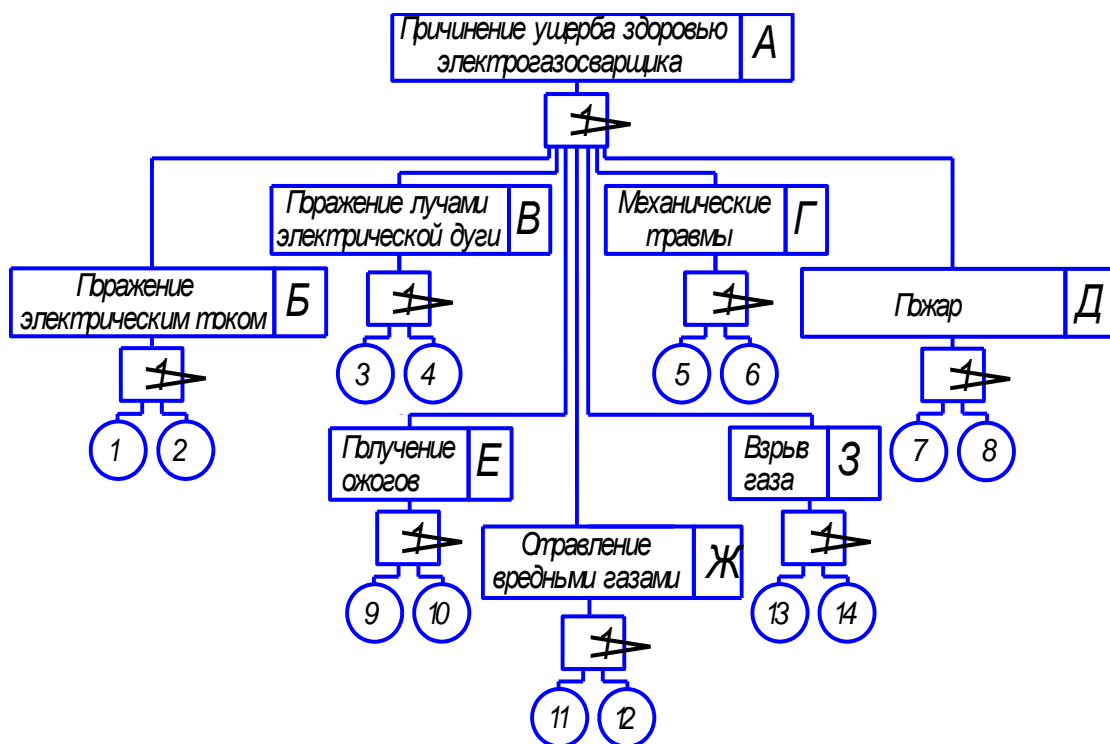 Причинение ущерба здоровью
электрогазосварщика
А
1
Поражение лучами
электрической дуги
В
Механические
травмы
Г
Поражение
электрическим током
Б
1
1
Пожар
Д
3
4
5
6
1
1
1
2
Получение
ожогов
Е
Взрыв
газа
З
7
8
1
Отравление
вредными газами
Ж
1
9
10
13
14
1
11
12